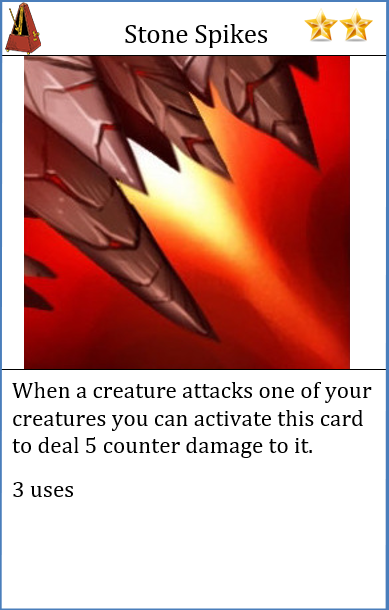 Stone Spikes
When a creature attacks one of your
creatures you can activate this card
to deal 5 counter damage to it.
3 uses